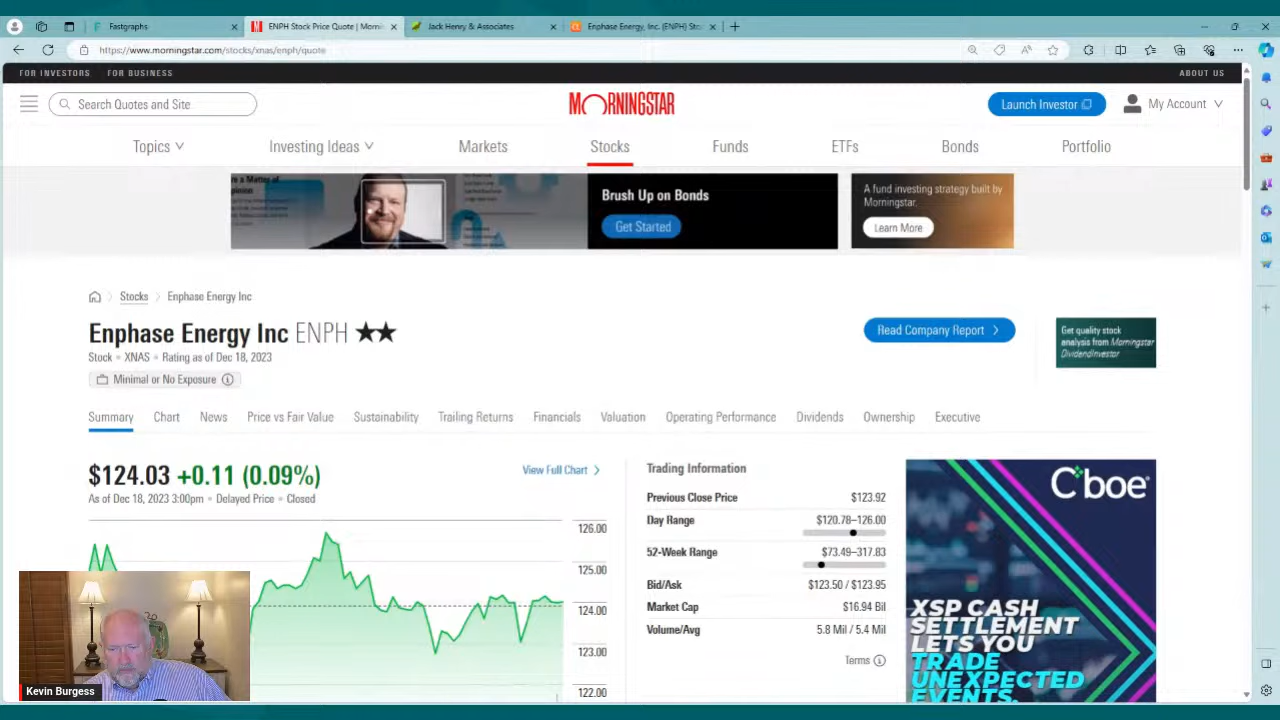 Fastgraphs
ENPH Stock Price Quote | Morni
Jack Henry & Associates
Enphase Energy, Inc. (ENPH) Sto
https://www.morningstar.com/stocks/xnas/enph/quote
FOR INVESTORS FOR BUSINESS ABOUT US
Search Quotes and Site
MORNINGSTAR
Launch Investor
My Account
Topics Investing Ideas Markets Stocks Funds ETFs Bonds Portfolio
re a Matter of
pinion
Brush Up on Bonds
Get Started
A fund investing strategy built by
Morningstar.
Learn More
Stocks > Enphase Energy Inc
Enphase Energy Inc ENPH ★★
Stock • XNAS • Rating as of Dec 18, 2023
Minimal or No Exposure
Read Company Report >
Get quality stock
analysis from Morningstar
DividendInvestor
Summary Chart News Price vs Fair Value Sustainability Trailing Returns Financials Valuation Operating Performance Dividends Ownership Executive
$124.03 +0.11 (0.09%)
As of Dec 18, 2023 3:00pm • Delayed Price • Closed
View Full Chart >
126.00
125.00
124.00
123.00
122.00
Trading Information
Previous Close Price $123.92
Day Range $120.78–126.00
52-Week Range $73.49–317.83
Bid/Ask $123.50 / $123.95
Market Cap $16.94 Bil
Volume/Avg 5.8 Mil / 5.4 Mil
Terms
Cboe
XSP CASH
SETTLEMENT
LETS YOU
TRADE
UNEXPECTED
EVENTS.
Kevin Burgess